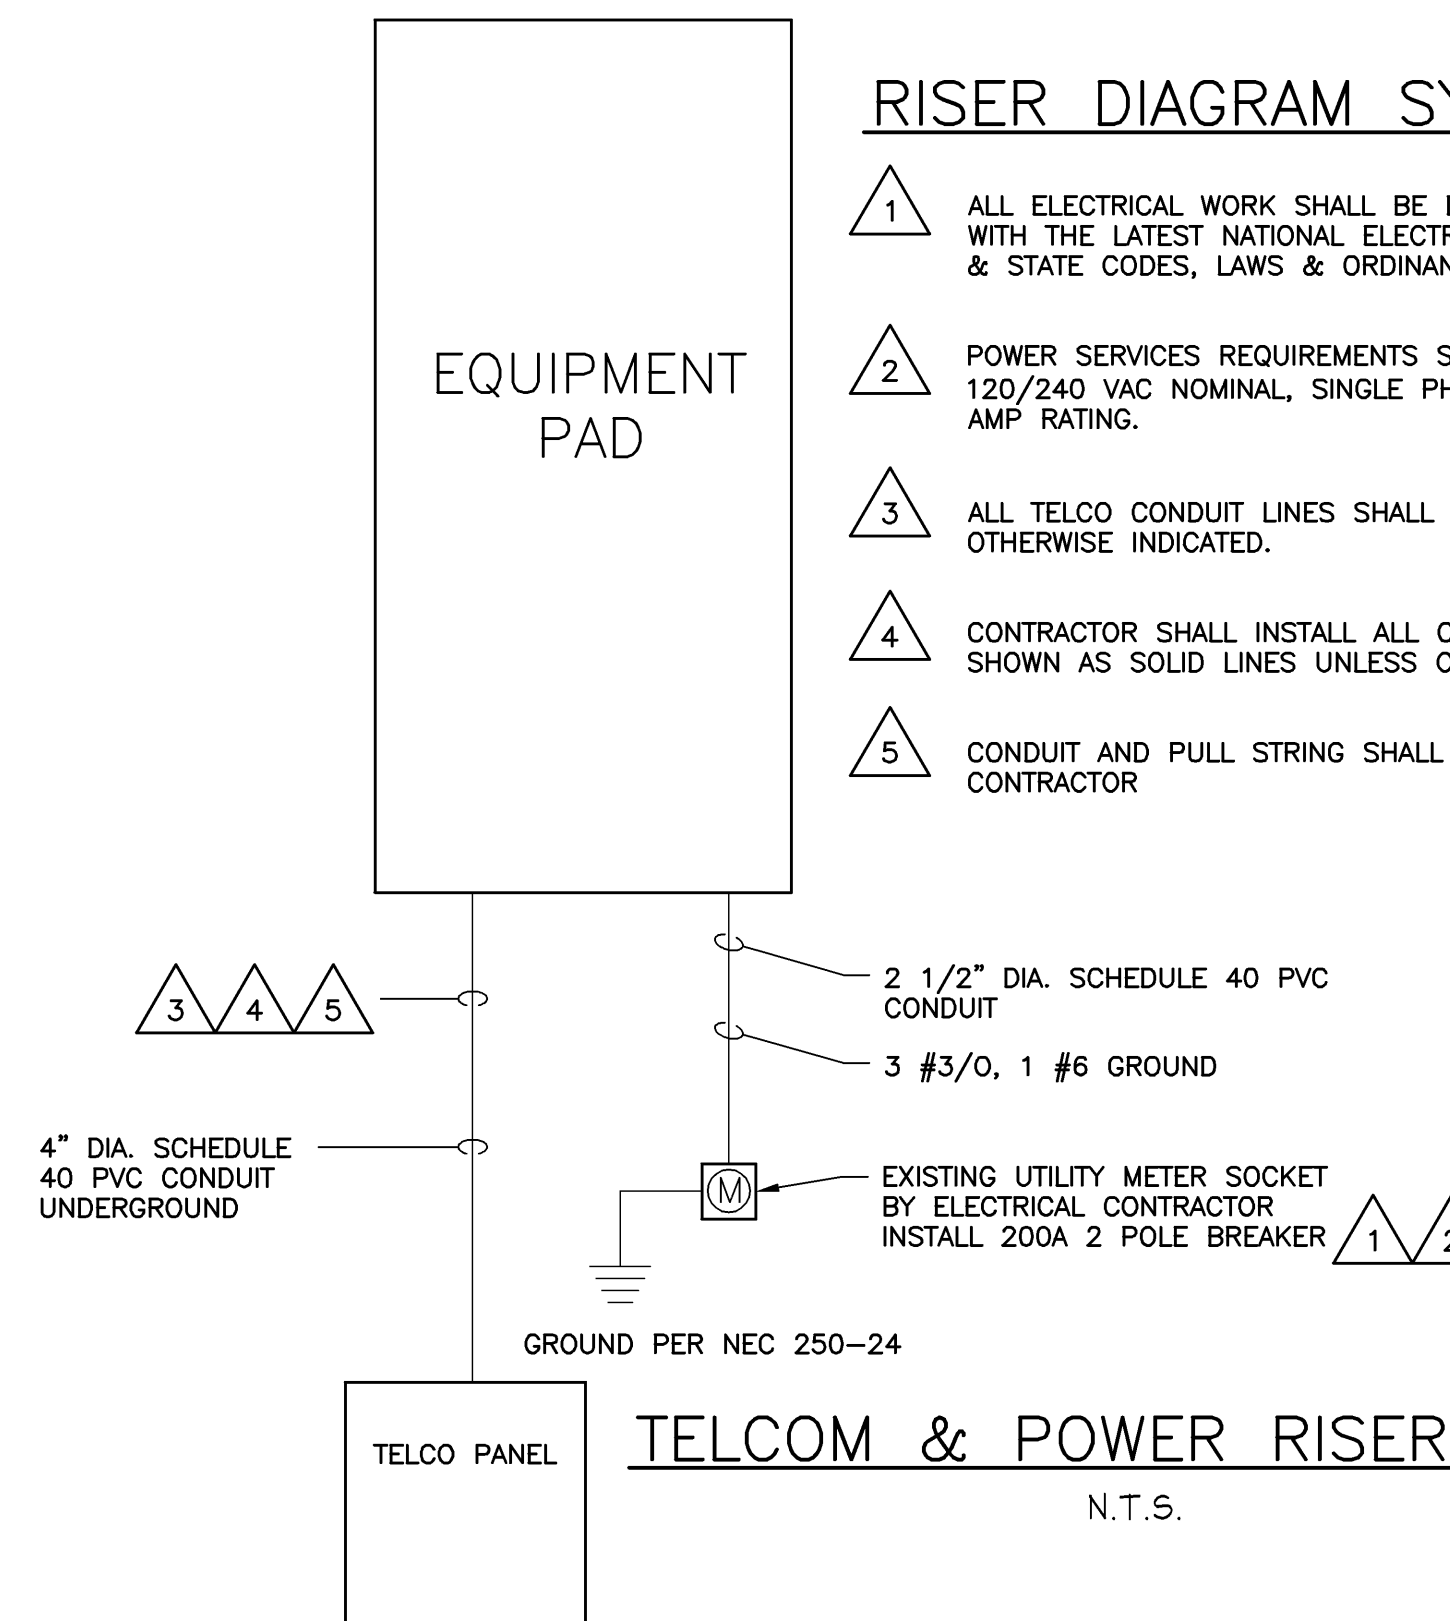 RISER DIAGRAM
1
ALL ELECTRICAL WORK SHALL BE
WITH THE LATEST NATIONAL
& STATE CODES, LAWS &
2
POWER SERVICES REQUIREMENTS
120/240 VAC NOMINAL, SINGLE
AMP RATING.
3
ALL TELCO CONDUIT LINES SHALL
OTHERWISE INDICATED.
4
CONTRACTOR SHALL INSTALL ALL
SHOWN AS SOLID LINES UNLESS
5
CONDUIT AND PULL STRING SHALL
CONTRACTOR
EQUIPMENT
PAD
3 4 5
2 1/2" DIA. SCHEDULE 40 PVC
CONDUIT
3 #3/0, 1 #6 GROUND
4" DIA. SCHEDULE
40 PVC CONDUIT
UNDERGROUND
M
EXISTING UTILITY METER SOCKET
BY ELECTRICAL CONTRACTOR
INSTALL 200A 2 POLE BREAKER
1 2
GROUND PER NEC 250-24
TELCO PANEL
TELCOM & POWER RISER
N.T.S.